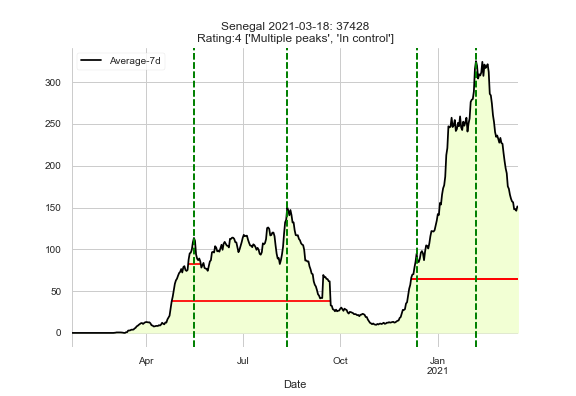 Senegal 2021-03-18: 37428
Rating:4 ['Multiple peaks', 'In control']
Average-7d
300
250
200
150
100
50
0
Apr
Jul
Oct
Jan
2021
Date